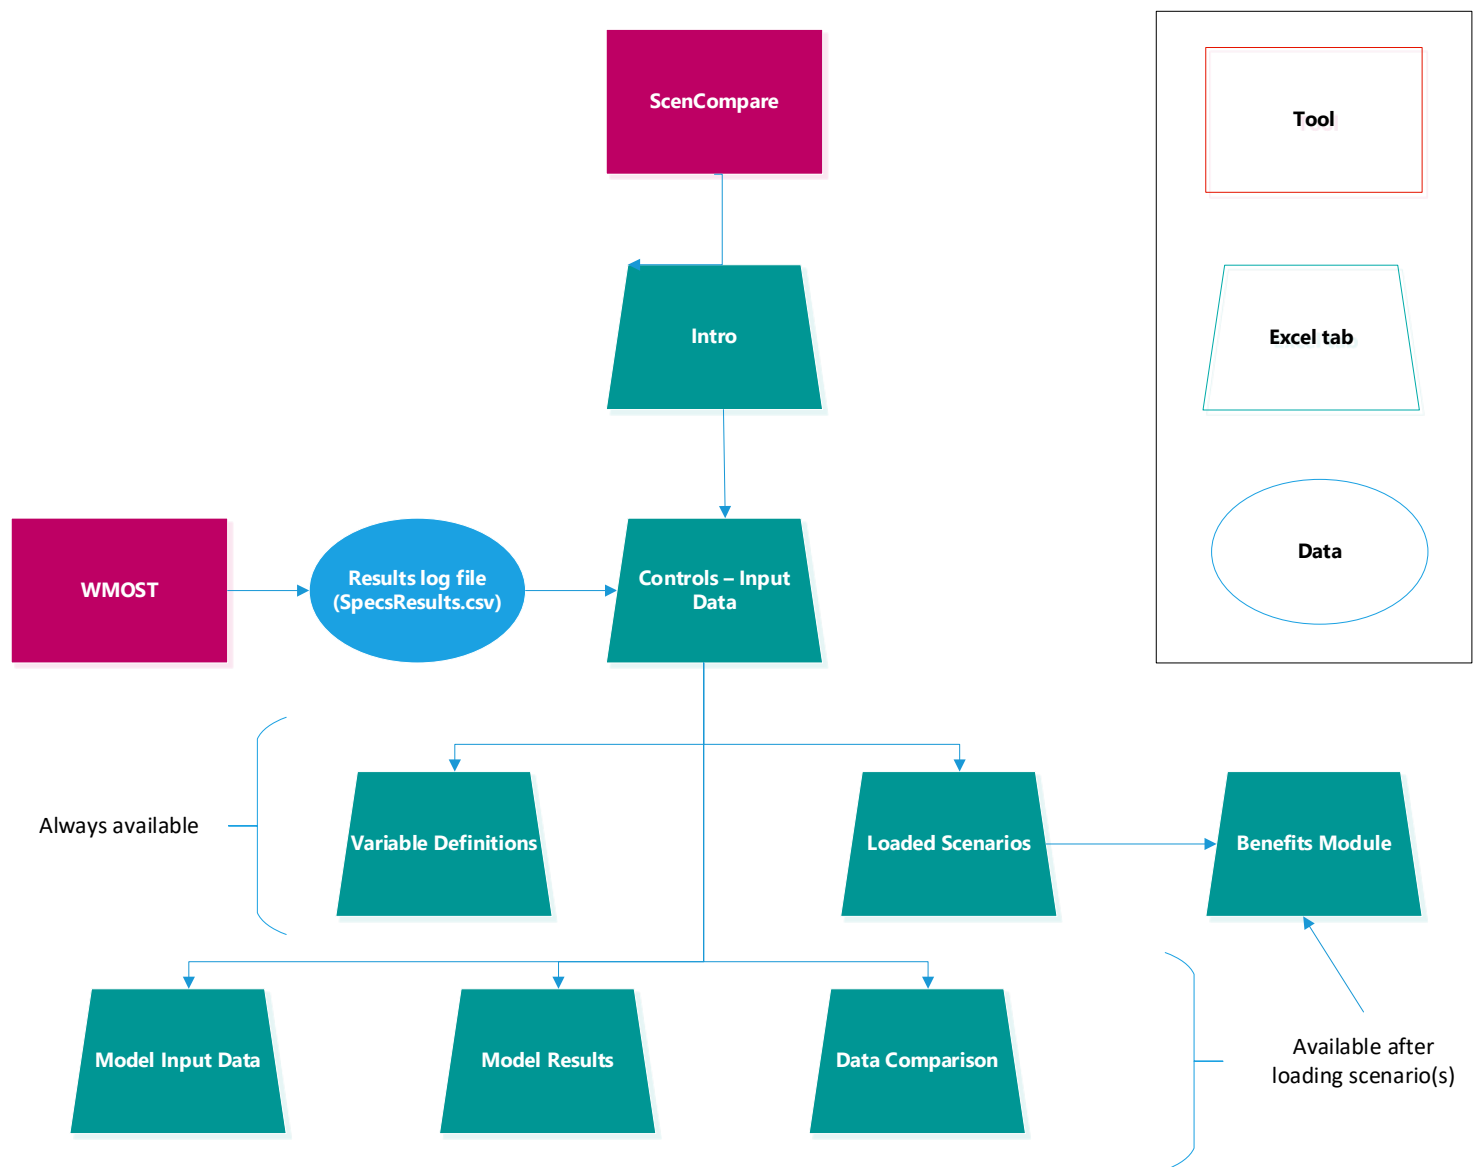 ScenCompare
Tool
Intro
Excel tab
WMOST
Results log file
(SpecsResults.csv)
Controls – Input
Data
Data
Always available
Variable Definitions
Loaded Scenarios
Benefits Module
Model Input Data
Model Results
Data Comparison
Available after
loading scenario(s)